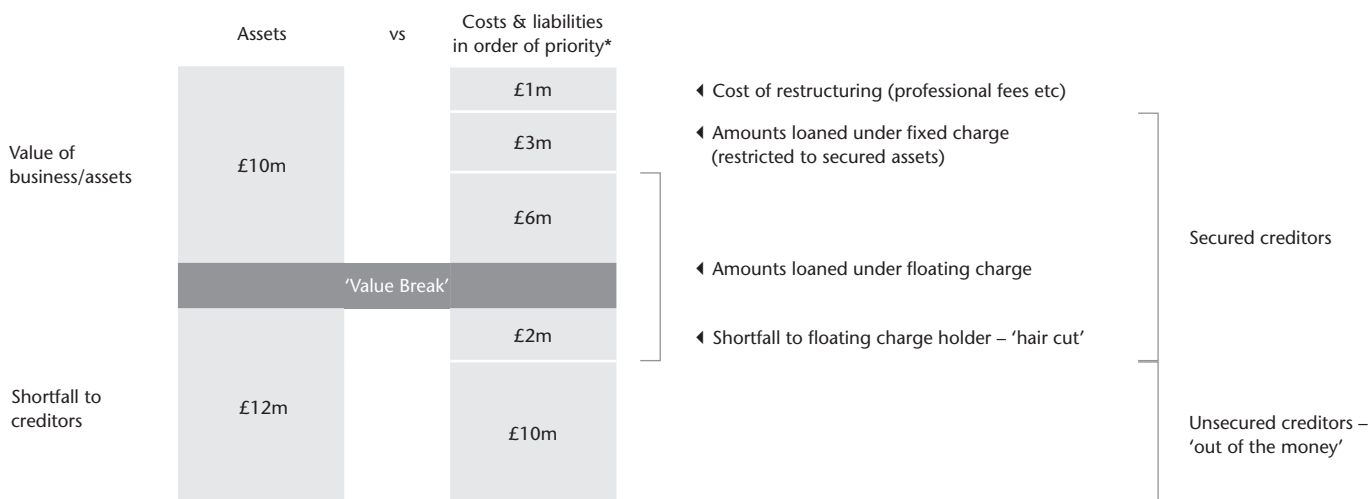 Assets
vs
Costs & liabilities
in order of priority*
£1m
Cost of restructuring (professional fees etc)
Value of
business/assets
£10m
£3m
Amounts loaned under fixed charge
(restricted to secured assets)
£6m
Secured creditors
'Value Break'
Amounts loaned under floating charge
£2m
Shortfall to floating charge holder – 'hair cut'
Shortfall to
creditors
£12m
£10m
Unsecured creditors –
'out of the money'